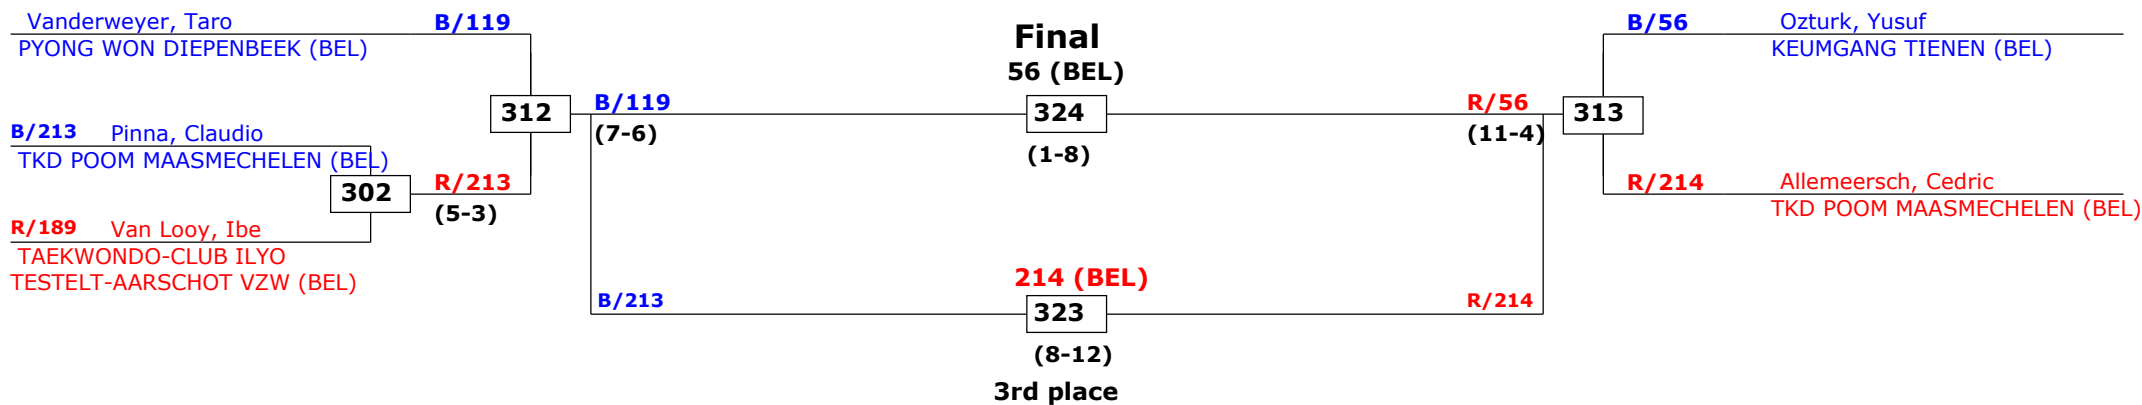 Vanderweyer, Taro
B/119
PYONG WON DIEPENBEEK (BEL)
312
B/119
(7-6)
B/213 Pinna, Claudio
TKD POOM MAASMECHELEN (BEL)
302
R/213
(5-3)
R/189 Van Looy, Ibe
TAEKWONDO-CLUB ILYO
TESTELT-AARSCHOT VZW (BEL)
Final
56 (BEL)
324
(1-8)
B/213
214 (BEL)
323
(8-12)
3rd place
R/214
R/56
(11-4)
313
B/56
Ozturk, Yusuf
KEUMGANG TIENEN (BEL)
R/214
Allemeersch, Cedric
TKD POOM MAASMECHELEN (BEL)